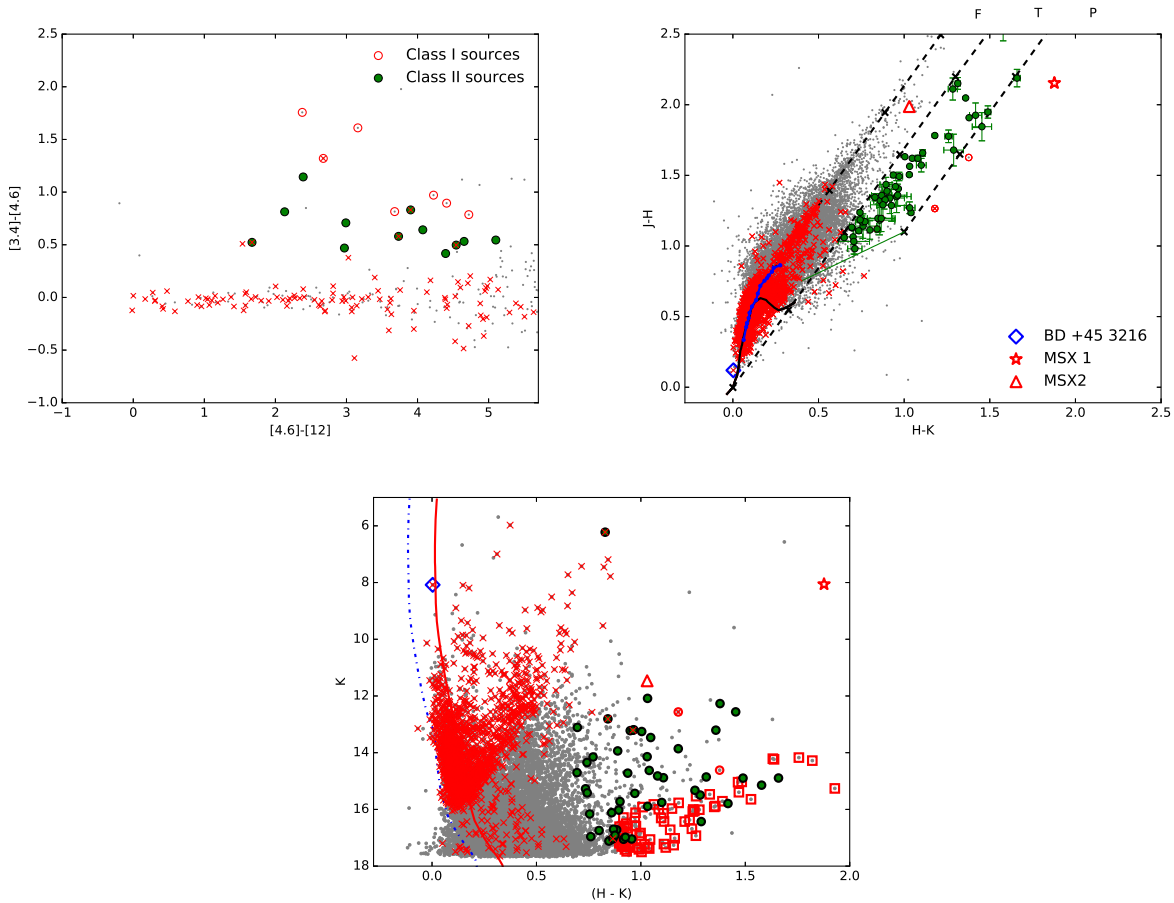 2.5
2.0
1.5
1.0
0.5
0.0
−0.5
−1.0
−1 0 1 2 3 4 5
[4.6]-[12]
[3.4]-[4.6]
Class I sources
Class II sources
F T P
2.5
2.0
1.5
1.0
0.5
0.0
0.0 0.5 1.0 1.5 2.0 2.5
H-K
J-H
BD +45 3216
MSX 1
MSX2
6
8
10
12
14
16
18
0.0 0.5 1.0 1.5 2.0
(H - K)
K